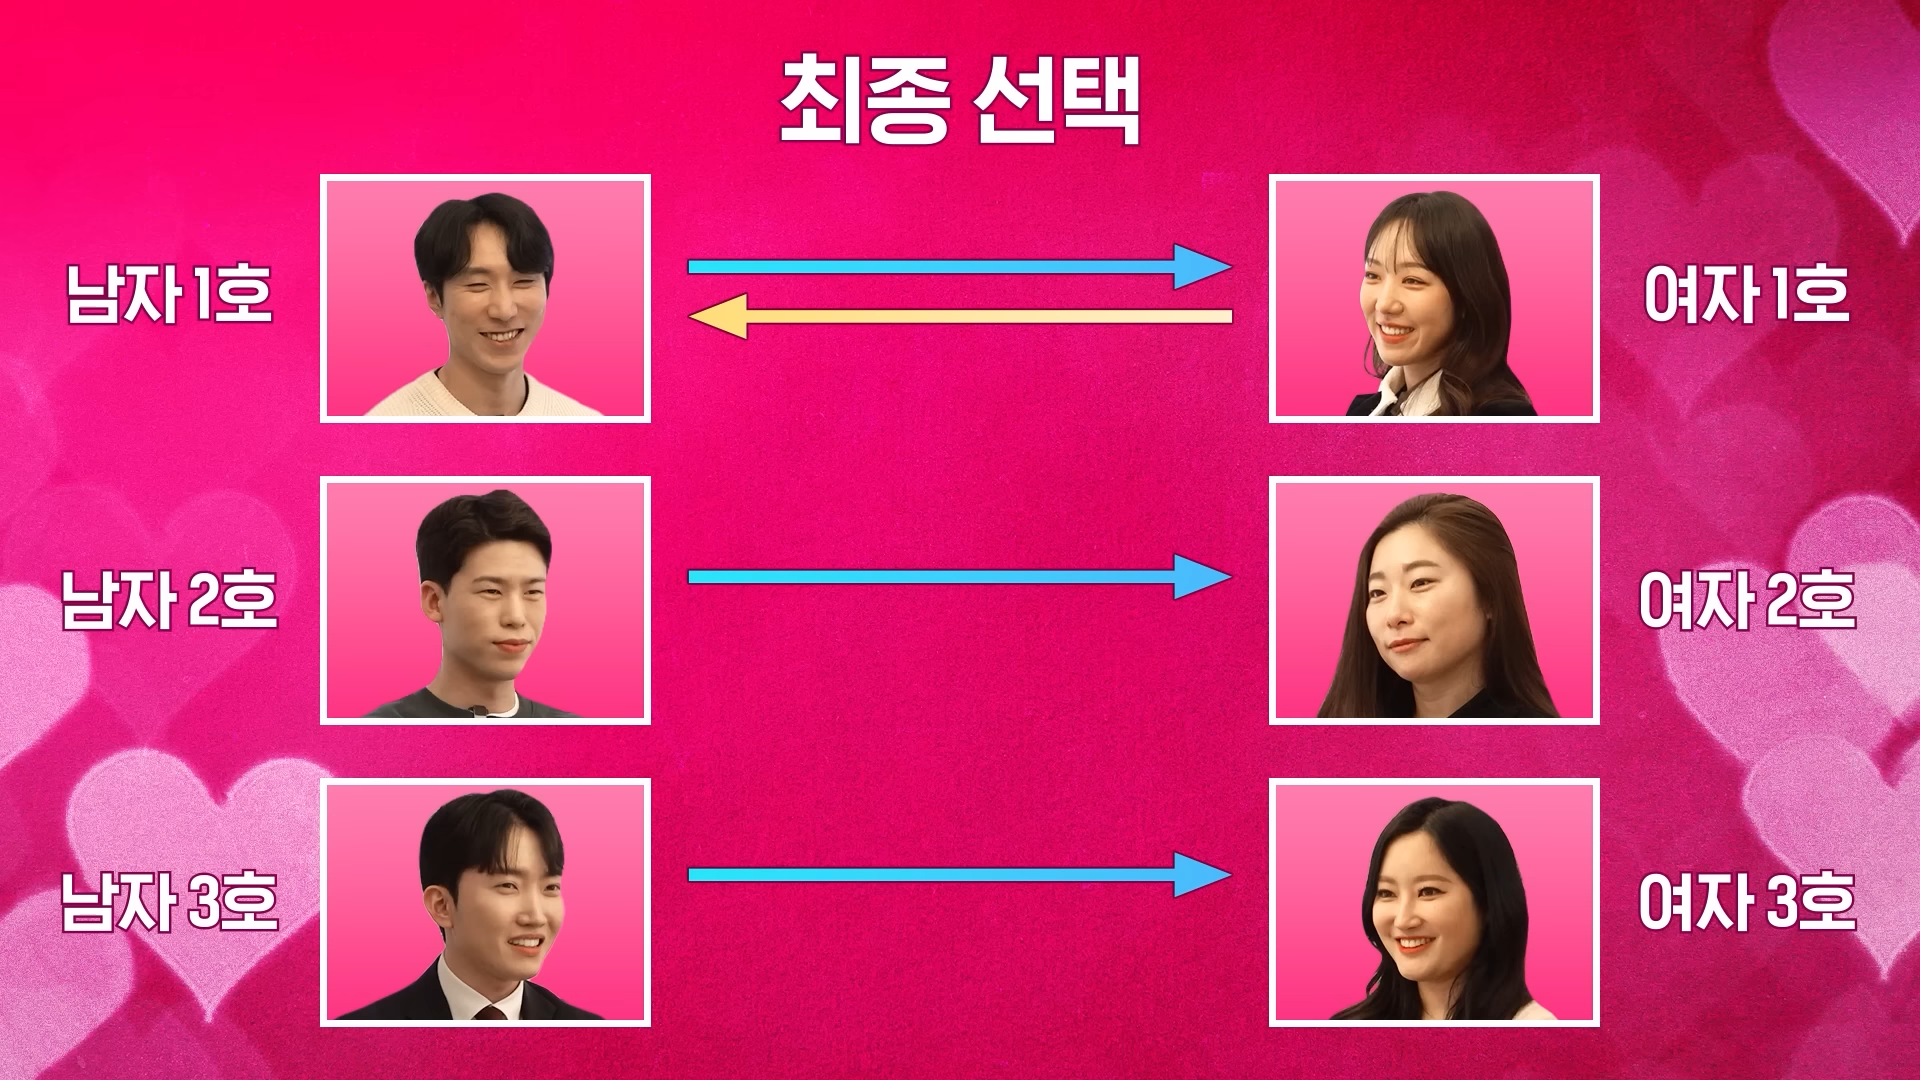 최종 선택
남자 1호
여자 1호
남자 2호
여자 2호
남자 3호
여자 3호